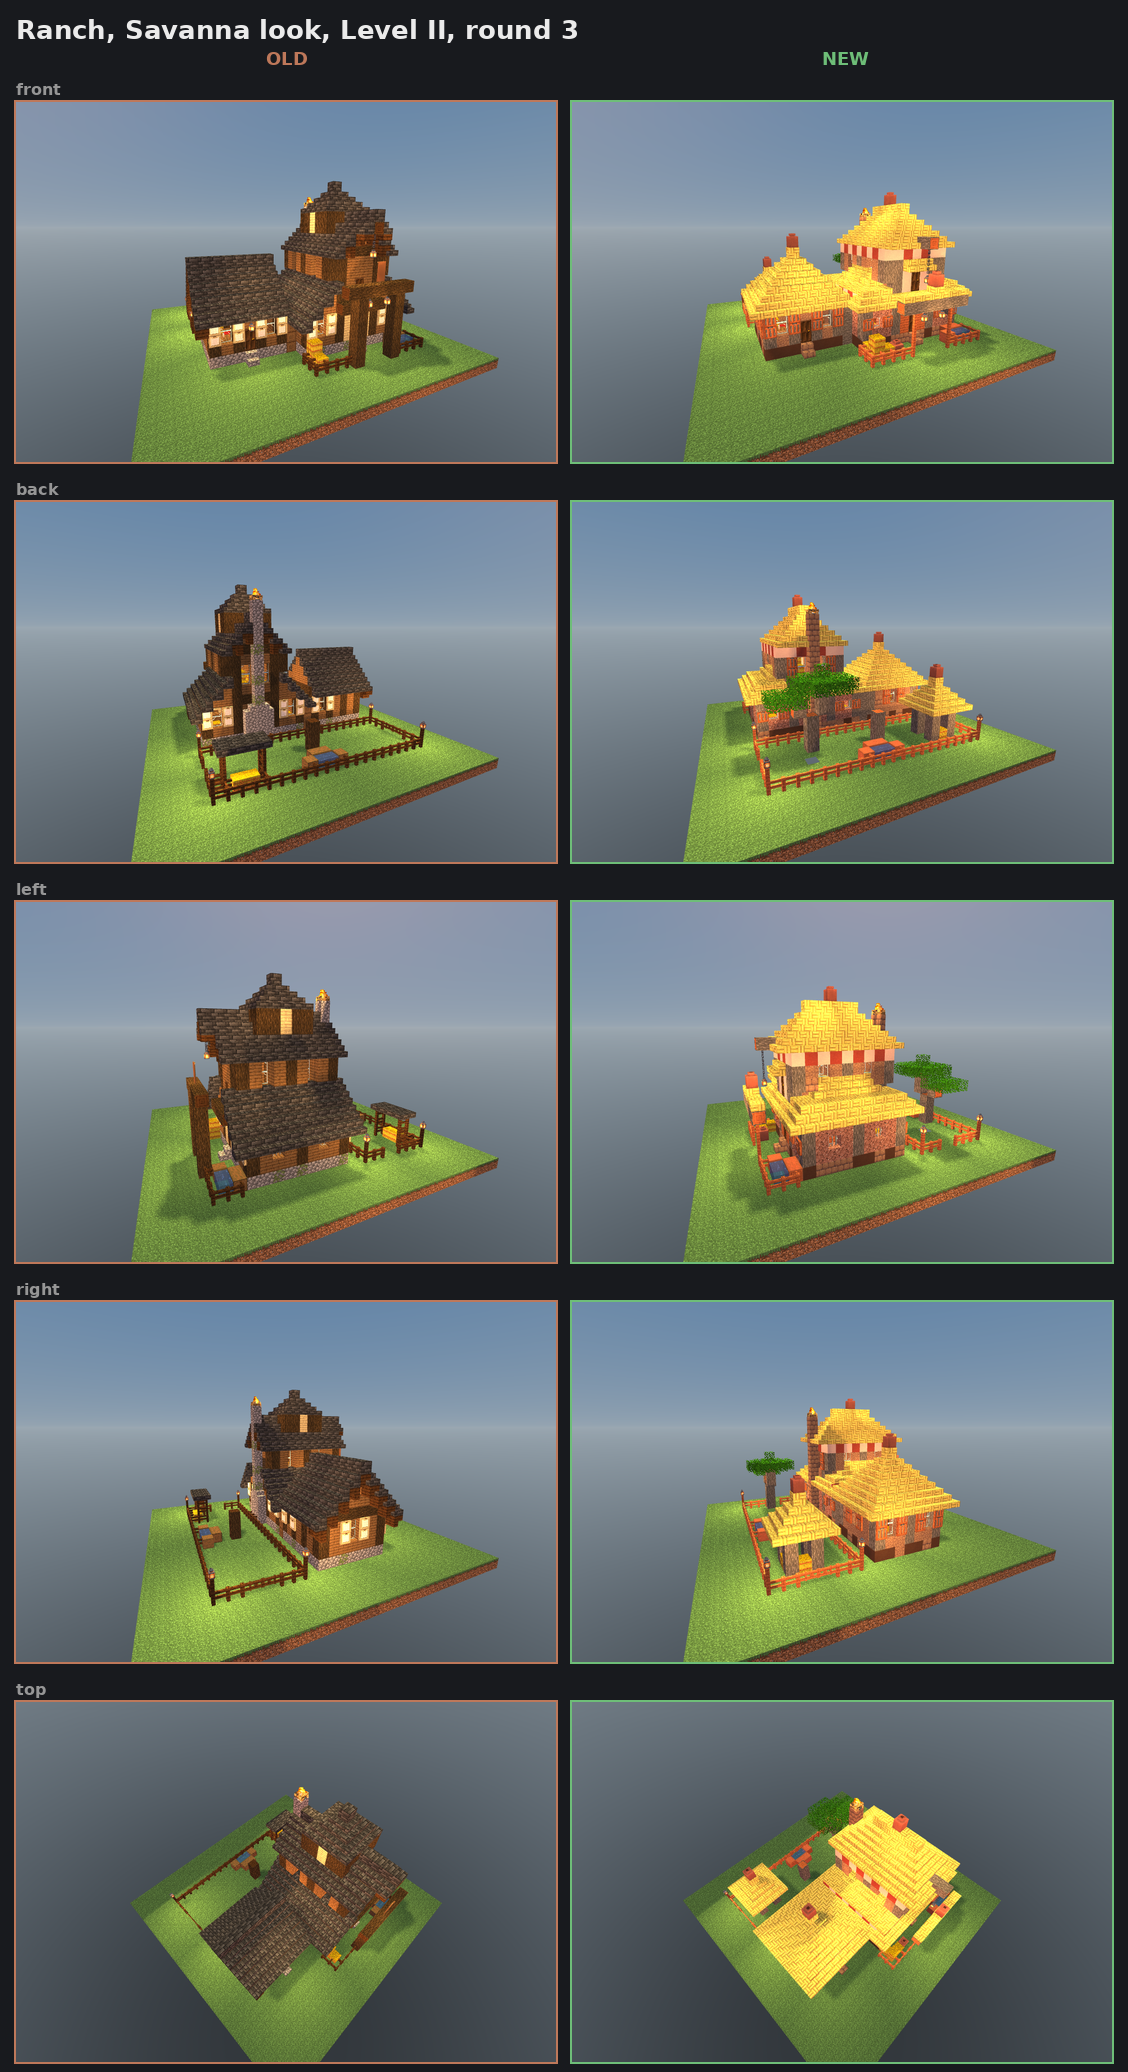 Ranch, Savanna look, Level II, round 3
OLD
NEW
front
back
left
right
top